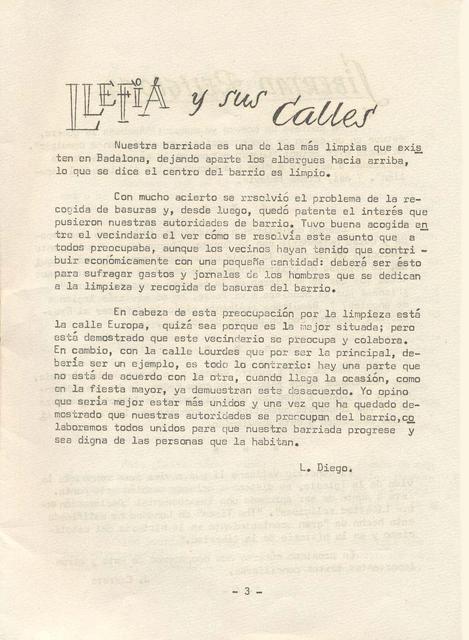 LLEFIÁ y sus Calles
Nuestra barriada es una de las más limpias que exis
ten en Badalona, dejando aparte los albergues hacia arriba,
lo que se dice el centro del barrio es limpio.
Con mucho acierto se resolvió el problema de la re-
cogida de basuras y, desde luego, quedó patente el interés que
pusieron nuestras autoridades de barrio. Tuvo buena acogida en
tre el vecindario el ver cómo se resolvía este asunto que a
todos preocupaba, aunque los vecinos hayan tenido que contri -
buir económicamente con una pequeña cantidad: deberá ser ésto
para sufragar gastos y jornales de los hombres que se dedican
a la limpieza y recogida de basuras del barrio.
En cabeza de esta preocupación por la limpieza está
la calle Europa, quizá sea porque es la mejor situada; pero
está demostrado que este vecindario se preocupa y colabora.
En cambio, con la calle Lourdes que por ser la principal, de-
bería ser un ejemplo, es todo lo contrario: hay una parte que
no está de acuerdo con la otra, cuando llega la ocasión, como
en la fiesta mayor, ya demuestran este desacuerdo. Yo opino
que sería mejor estar más unidos y una vez que ha quedado de-
mostrado que nuestras autoridades se preocupan del barrio,co
laboremos todos unidos para que nuestra barriada progrese y
sea digna de las personas que la habitan.
L. Diego.
- 3 -